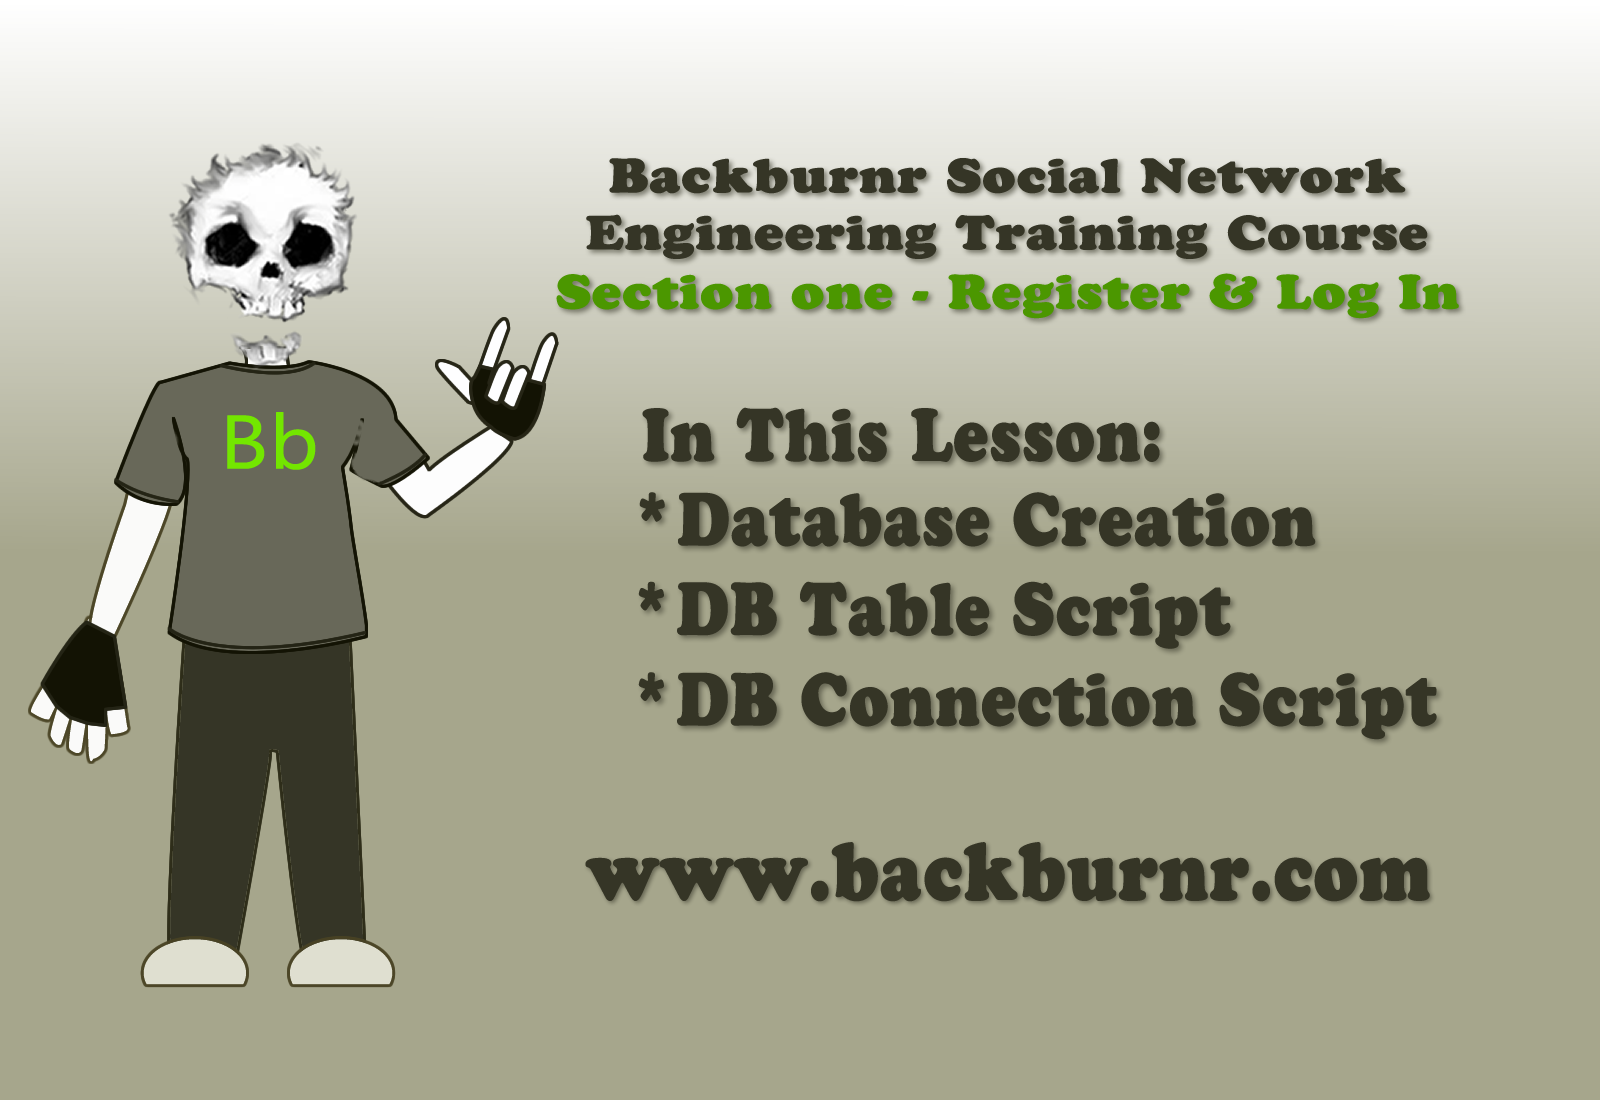 Backburnr Social Network
Engineering Training Course
Section one - Register & Log In
Bb
In This Lesson:
*Database Creation
*DB Table Script
*DB Connection Script
www.backburnr.com